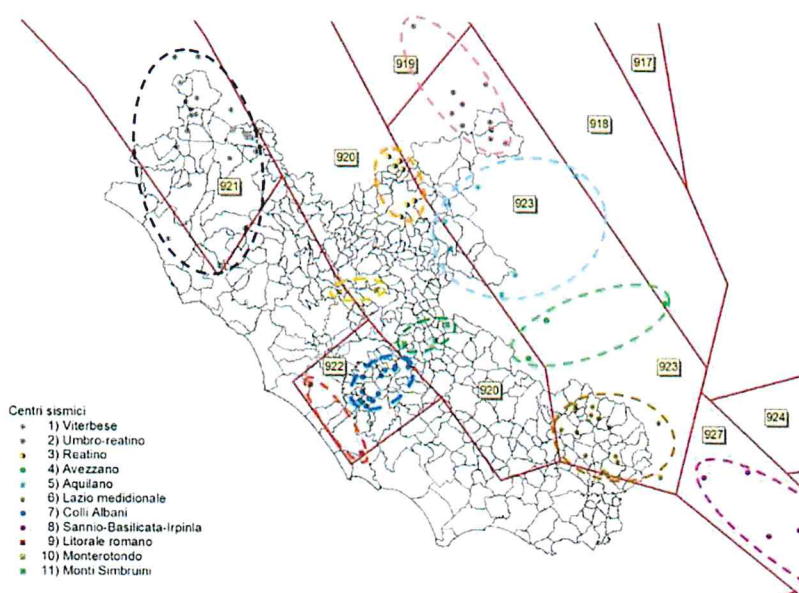 917
919
918
920
921
923
922
923
920
924
927
Centri sismici
1) Viterbese
2) Umbro-reatino
3) Reatino
4) Avezzano
5) Aquilano
6) Lazio medidionale
7) Colli Albani
8) Sannio-Basilicata-Irpinia
9) Litorale romano
10) Monterotondo
11) Monti Simbruini